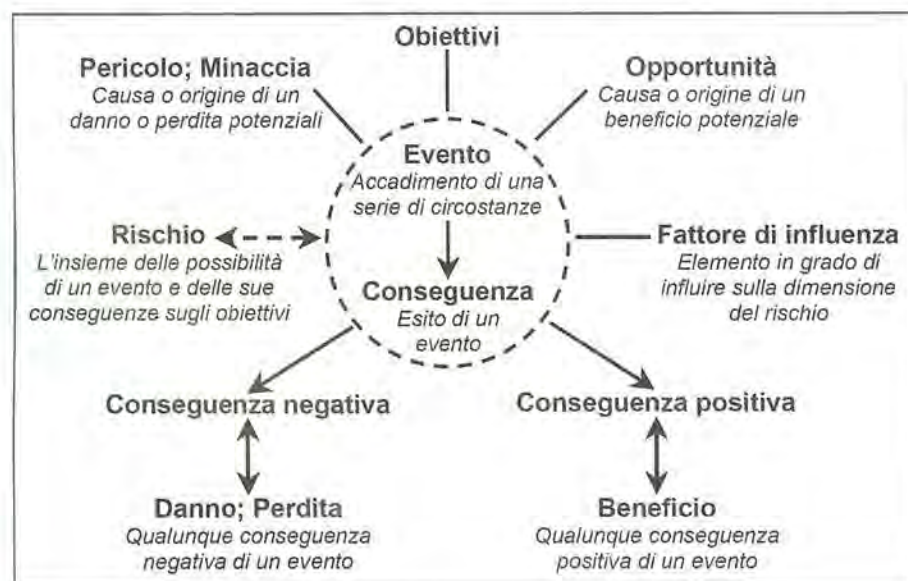 Obiettivi
Pericolo; Minaccia
Causa o origine di un
danno o perdita potenziali
Opportunità
Causa o origine di un
beneficio potenziale
Evento
Accadimento di una
serie di circostanze
Rischio
L'insieme delle possibilità
di un evento e delle sue
conseguenze sugli obiettivi
Conseguenza
Esito di un
evento
Fattore di influenza
Elemento in grado di
influire sulla dimensione
del rischio
Conseguenza negativa
Conseguenza positiva
Danno; Perdita
Qualunque conseguenza
negativa di un evento
Beneficio
Qualunque conseguenza
positiva di un evento